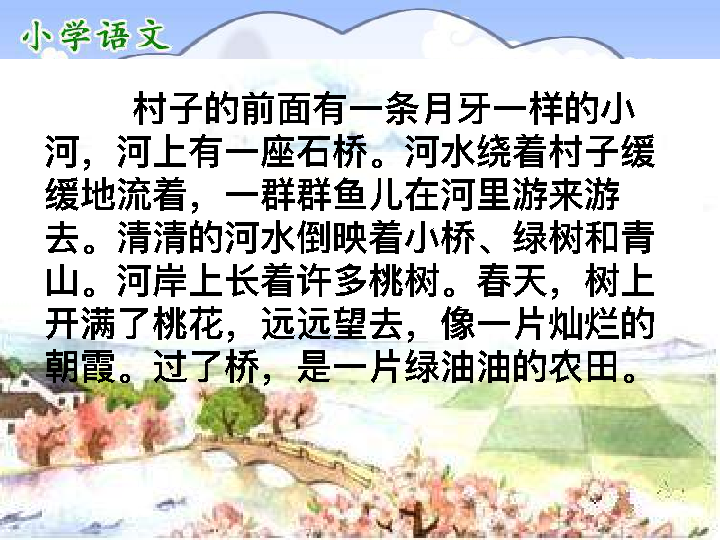 小学语文
村子的前面有一条月牙一样的小
河，河上有一座石桥。河水绕着村子缓
缓地流着，一群群鱼儿在河里游来游
去。清清的河水倒映着小桥、绿树和青
山。河岸上长着许多桃树。春天，树上
开满了桃花，远远望去，像一片灿烂的
朝霞。过了桥，是一片绿油油的农田。